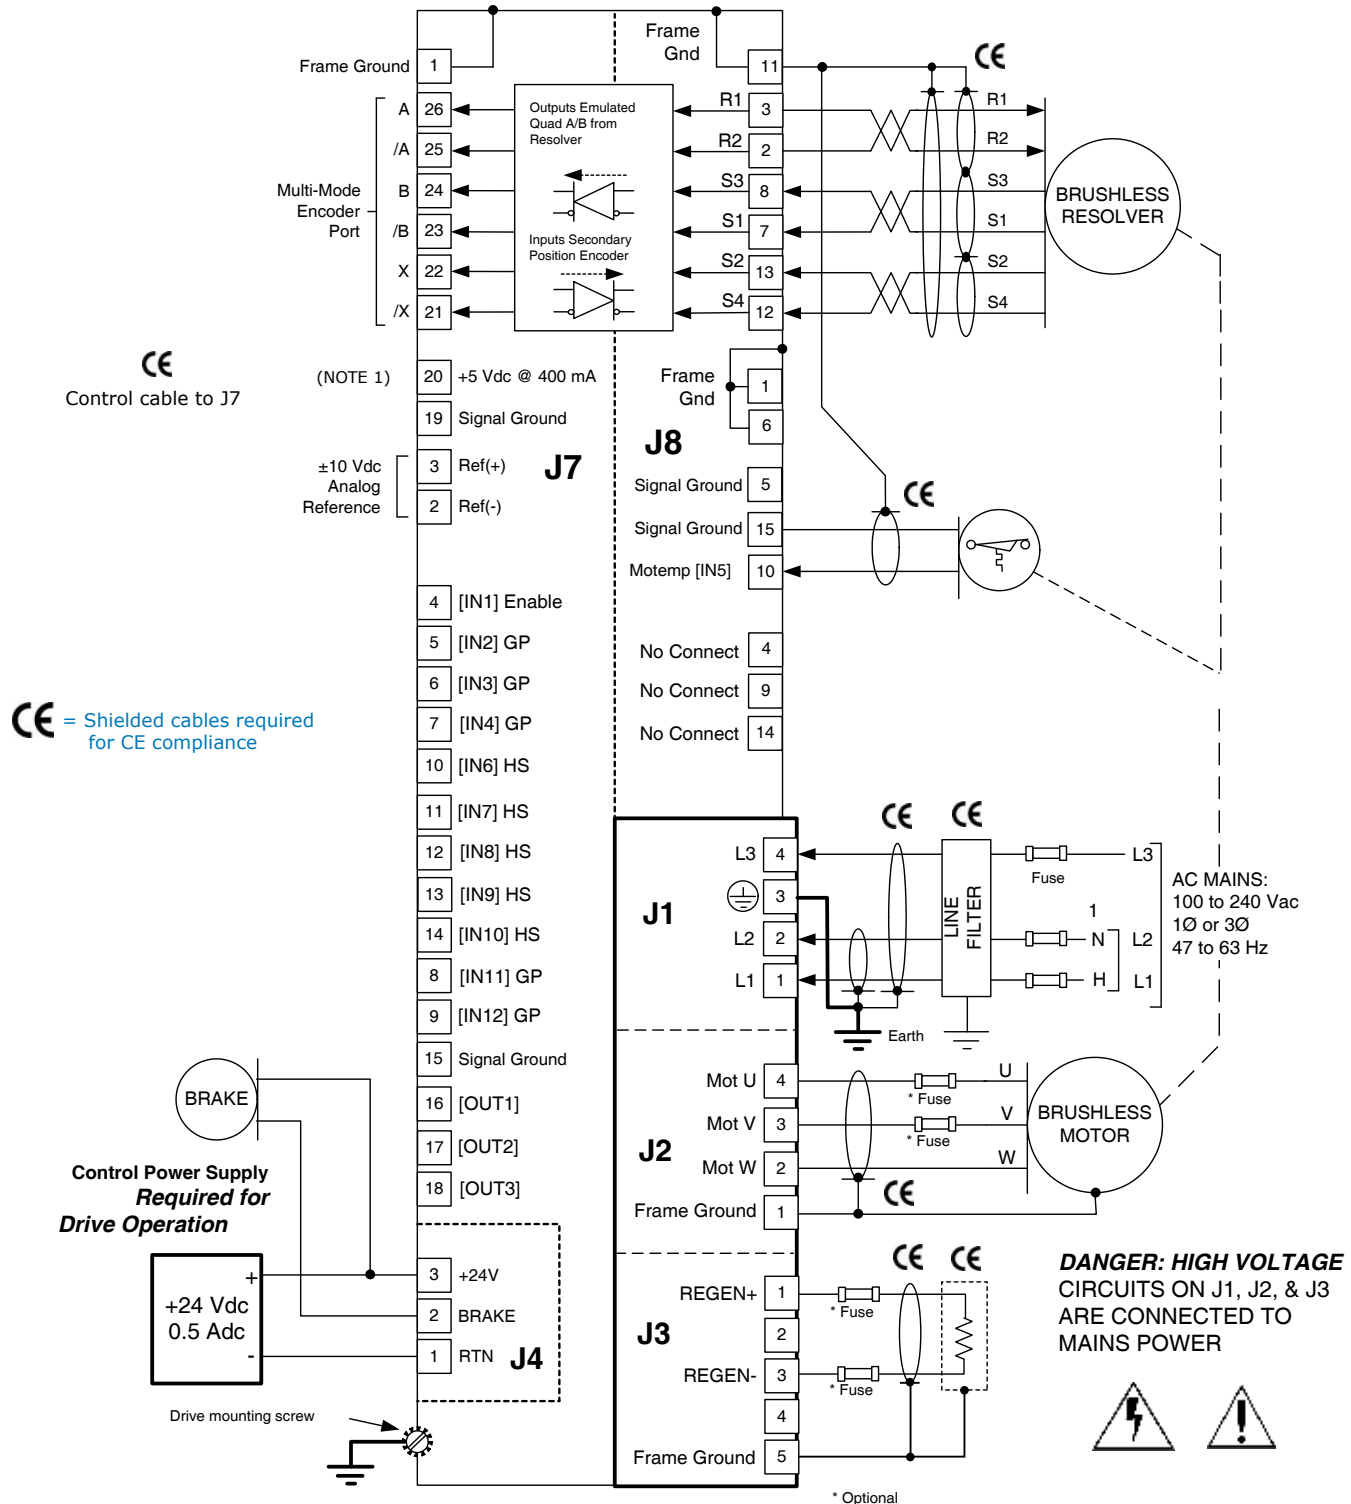 Frame
Gnd
Frame Ground
1
11
A
26
/A
25
B
24
/B
23
X
22
/X
21
Multi-Mode
Encoder
Port
Outputs Emulated
Quad A/B from
Resolver
Inputs Secondary
Position Encoder
R1
3
R2
2
S3
8
S1
7
S2
13
S4
12
CE
R1
R2
S3
S1
S2
S4
BRUSHLESS
RESOLVER
CE
Control cable to J7
(NOTE 1)
20
+5 Vdc @ 400 mA
19
Signal Ground
±10 Vdc
Analog
Reference
3
Ref(+)
2
Ref(-)
J7
J8
Frame
Gnd
1
6
Signal Ground
5
Signal Ground
15
Motemp [IN5]
10
CE
No Connect
4
No Connect
9
No Connect
14
4
[IN1] Enable
5
[IN2] GP
6
[IN3] GP
7
[IN4] GP
10
[IN6] HS
11
[IN7] HS
12
[IN8] HS
13
[IN9] HS
14
[IN10] HS
8
[IN11] GP
9
[IN12] GP
15
Signal Ground
16
[OUT1]
17
[OUT2]
18
[OUT3]
CE = Shielded cables required
for CE compliance
J1
L3
4
3
L2
2
L1
1
CE
CE
LINE
FILTER
Fuse
L3
1
N
L2
H
L1
AC MAINS:
100 to 240 Vac
1Ø or 3Ø
47 to 63 Hz
Earth
J2
Mot U
4
Mot V
3
Mot W
2
Frame Ground
1
* Fuse
* Fuse
U
V
W
CE
BRUSHLESS
MOTOR
BRAKE
Control Power Supply
Required for
Drive Operation
+
+24 Vdc
0.5 Adc
-
3
+24V
2
BRAKE
1
RTN
J4
Drive mounting screw
J3
REGEN+
1
2
REGEN-
3
4
Frame Ground
5
* Fuse
* Fuse
CE
CE
* Optional
DANGER: HIGH VOLTAGE
CIRCUITS ON J1, J2, & J3
ARE CONNECTED TO
MAINS POWER